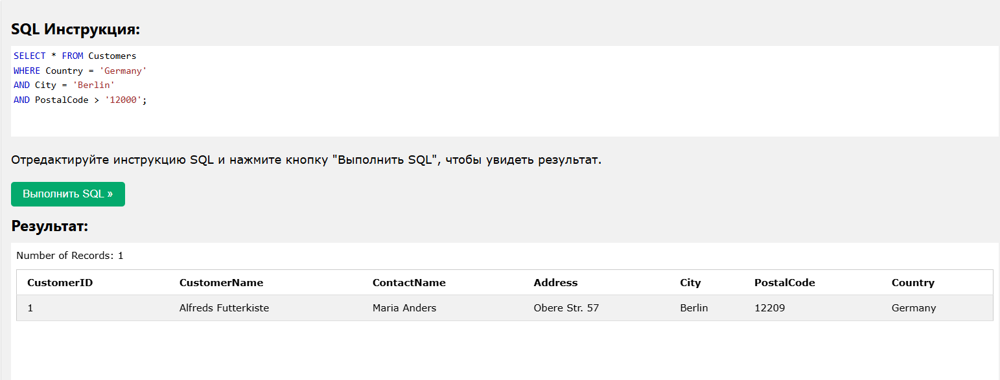 SQL Инструкция:
SELECT * FROM Customers
WHERE Country = 'Germany'
AND City = 'Berlin'
AND PostalCode > '12000';
Отредактируйте инструкцию SQL и нажмите кнопку "Выполнить SQL", чтобы увидеть результат.
Выполнить SQL »
Результат:
Number of Records: 1
CustomerID CustomerName ContactName Address City PostalCode Country
1 Alfreds Futterkiste Maria Anders Obere Str. 57 Berlin 12209 Germany